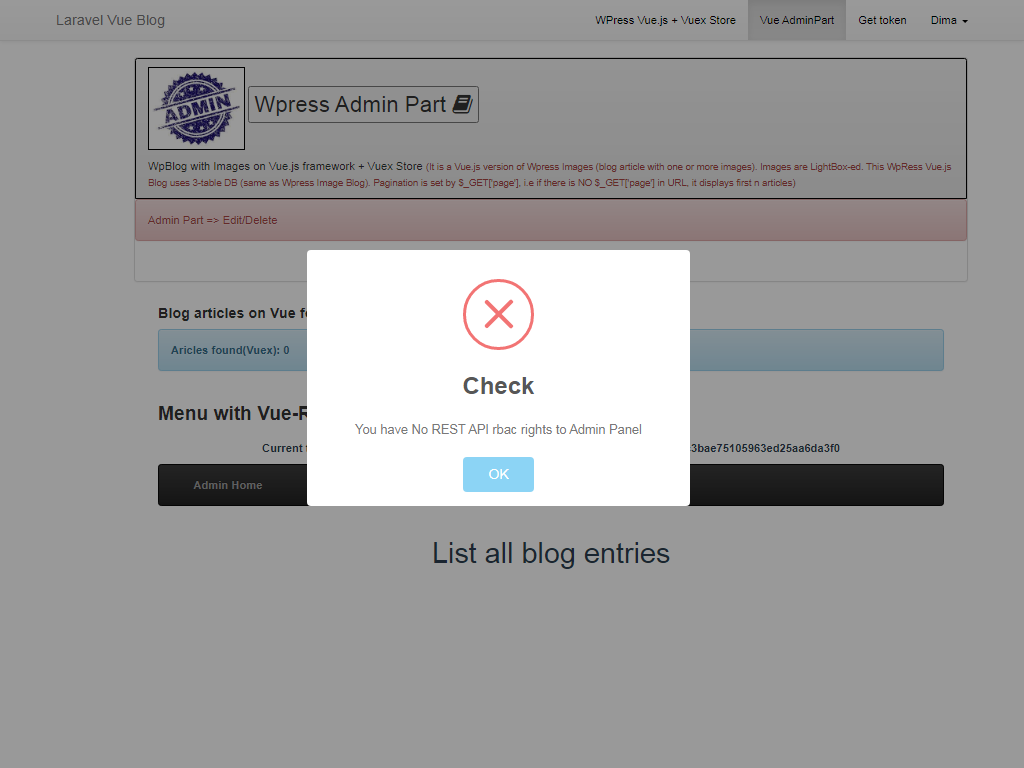 Laravel Vue Blog
WPress Vue.js + Vuex Store
Vue AdminPart
Get token
Dima
ADMIN
Wpress Admin Part
WpBlog with Images on Vue.js framework + Vuex Store (It is a Vue.js version of Wpress Images (blog article with one or more images). Images are LightBox-ed. This WpRess Vue.js
Blog uses 3-table DB (same as Wpress Image Blog). Pagination is set by $_GET['page'], i.e if there is NO $_GET['page'] in URL, it displays first n articles)
Admin Part => Edit/Delete
Blog articles on Vue
Aricles found(Vuex): 0
Check
You have No REST API rbac rights to Admin Panel
OK
Menu with Vue-R
Current
3bae75105963ed25aa6da3f0
Admin Home
List all blog entries